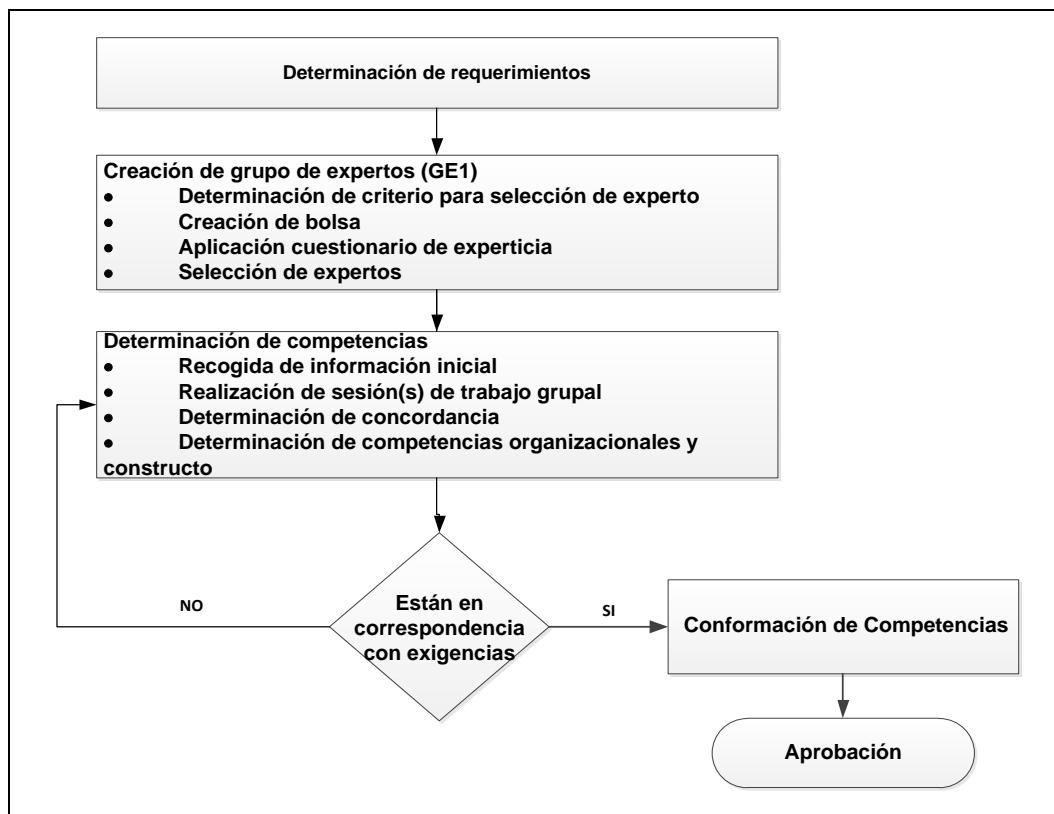 Determinación de requerimientos
Creación de grupo de expertos (GE1)
• Determinación de criterio para selección de experto
• Creación de bolsa
• Aplicación cuestionario de experticia
• Selección de expertos
Determinación de competencias
• Recogida de información inicial
• Realización de sesión(s) de trabajo grupal
• Determinación de concordancia
• Determinación de competencias organizacionales y
constructo
NO
Están en
correspondencia
con exigencias
SI
Conformación de Competencias
Aprobación